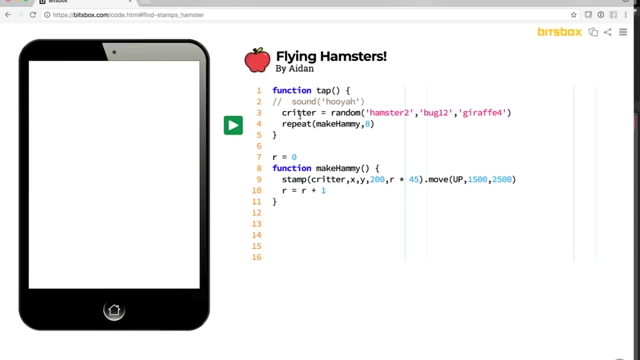 Bitsbox
https://bitsbox.com/code.html#find-stamps_hamster
bitsbox
Flying Hamsters!
By Aidan
1 function tap() {
2 //  sound('hooyah')
3   critter = random('hamster2','bug12','giraffe4')
4   repeat(makeHammy,8)
5 }
6
7 r = 0
8 function makeHammy() {
9   stamp(critter,x,y,200,r * 45).move(UP,1500,2500)
10   r = r + 1
11 }
12
13
14
15
16